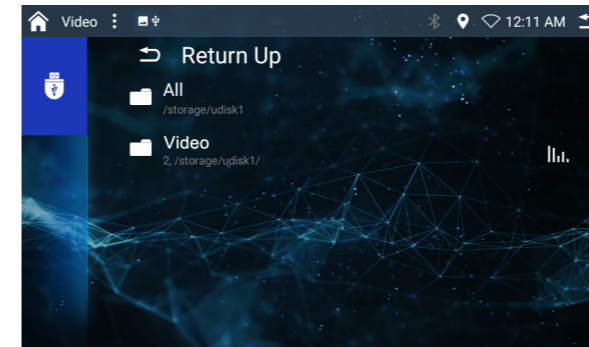 Video
12:11 AM
Return Up
All
/storage/udisk1
Video
2, /storage/udisk1/